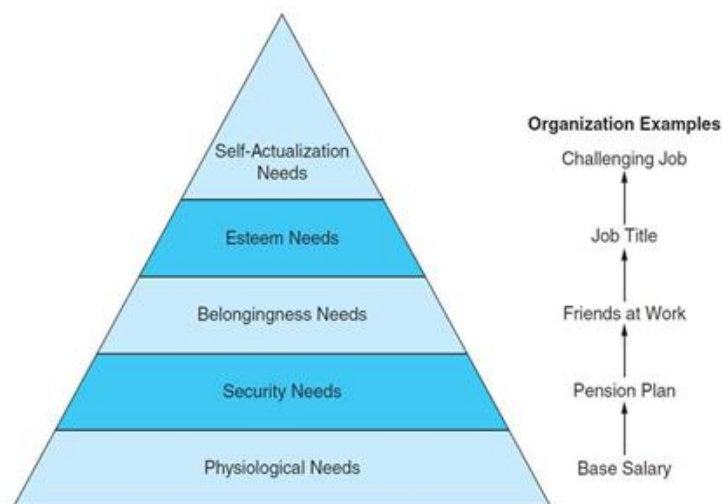 Organization Examples
Self-Actualization
Needs
Challenging Job
Esteem Needs
Job Title
Belongingness Needs
Friends at Work
Security Needs
Pension Plan
Physiological Needs
Base Salary